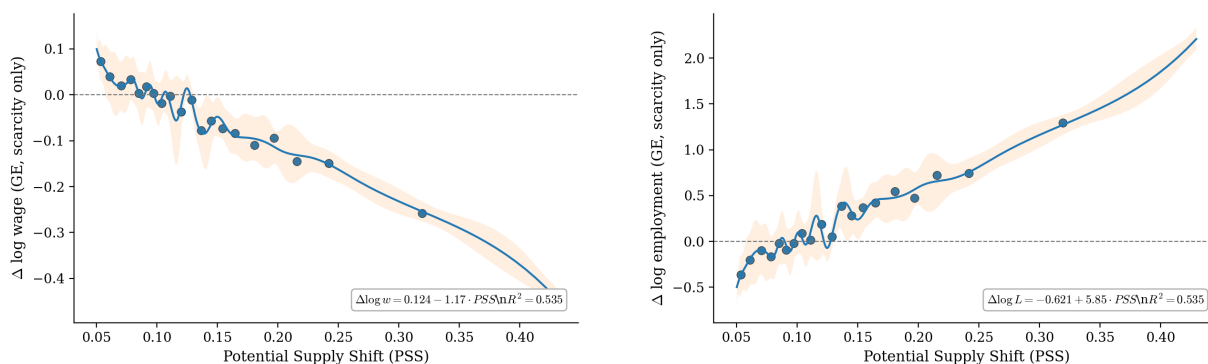 Δ log wage (GE, scarcity only)
0.1
0.0
−0.1
−0.2
−0.3
−0.4
Δlog w = 0.124 − 1.17 · PSS\nR² = 0.535
0.05 0.10 0.15 0.20 0.25 0.30 0.35 0.40
Potential Supply Shift (PSS)
Δ log employment (GE, scarcity only)
2.0
1.5
1.0
0.5
0.0
−0.5
Δlog L = −0.621 + 5.85 · PSS\nR² = 0.535
0.05 0.10 0.15 0.20 0.25 0.30 0.35 0.40
Potential Supply Shift (PSS)